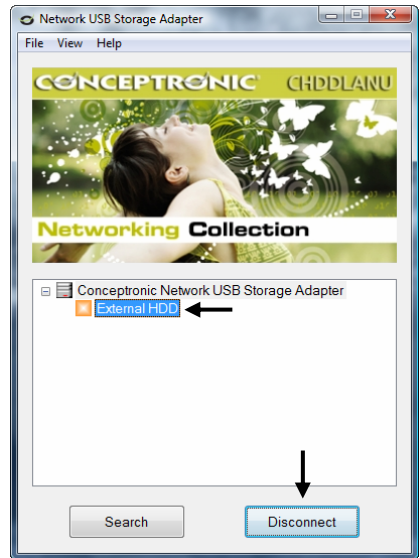 Network USB Storage Adapter
File View Help
CONCEPTRONIC CHDDLANU
Networking Collection
Conceptronic Network USB Storage Adapter
External HDD
Search Disconnect